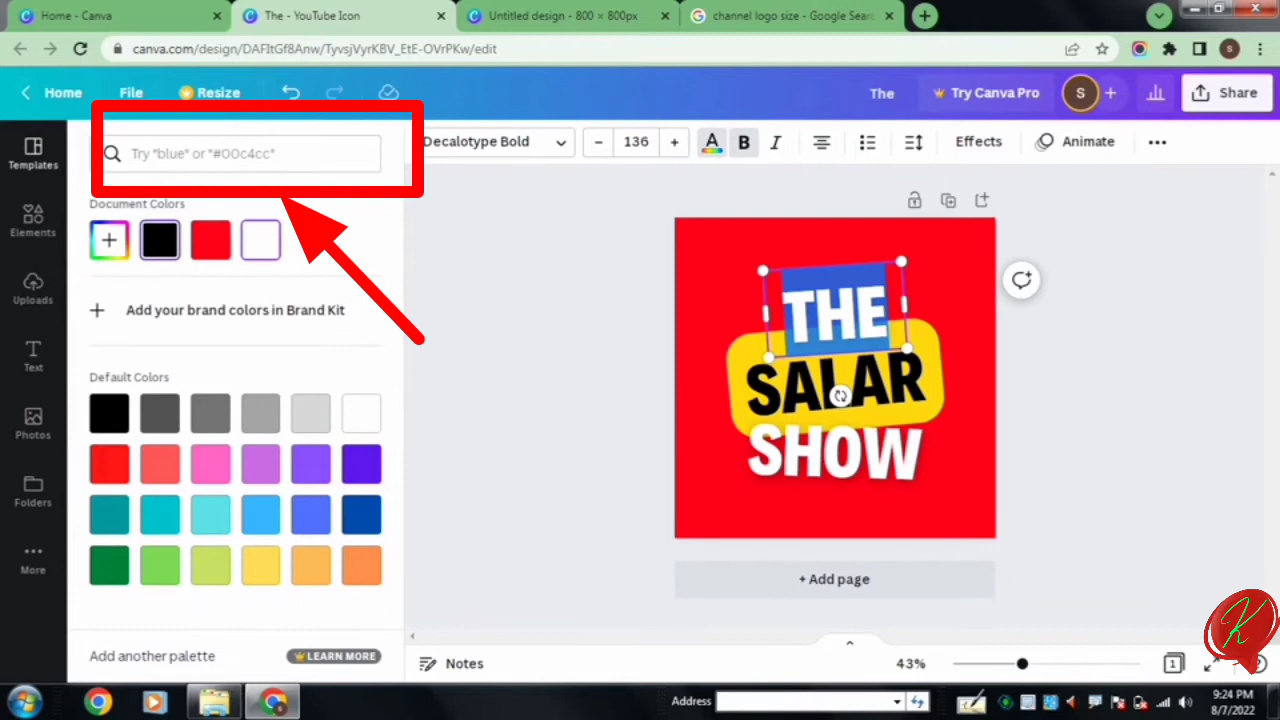 Home - Canva
The - YouTube Icon
Untitled design - 800 × 800px
channel logo size - Google Sear
canva.com/design/DAFItGf8Anw/TyvsjVyrKBV_EtE-OVrPKw/edit
S
Home
File
Resize
The
Try Canva Pro
S
Share
Templates
Elements
Uploads
Text
Photos
Folders
More
Try "blue" or "#00c4cc"
Decalotype Bold
136
A
B
I
Effects
Animate
Document Colors
Add your brand colors in Brand Kit
Default Colors
Add another palette
LEARN MORE
THE
SALAR
SHOW
+ Add page
Notes
43%
1
K
Address
9:24 PM
8/7/2022